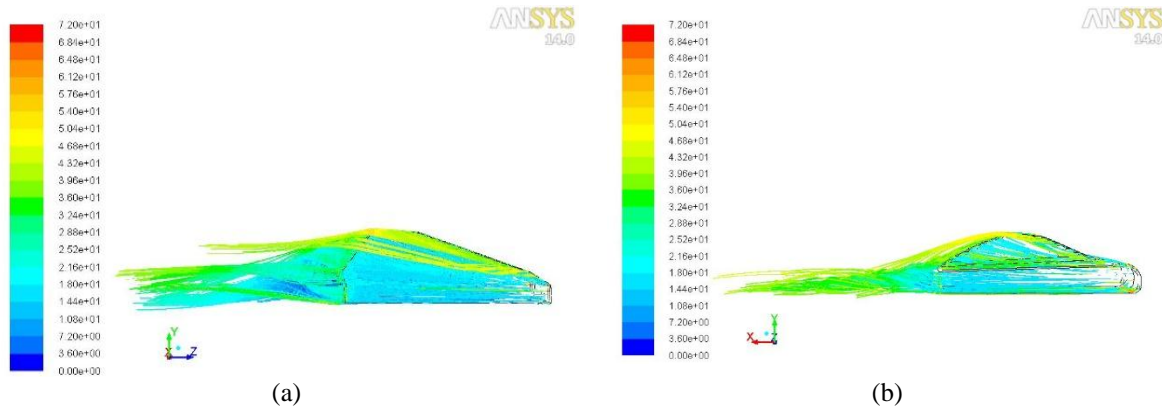 ANSYS
14.0
7.20e+01
6.84e+01
6.48e+01
6.12e+01
5.76e+01
5.40e+01
5.04e+01
4.68e+01
4.32e+01
3.96e+01
3.60e+01
3.24e+01
2.88e+01
2.52e+01
2.16e+01
1.80e+01
1.44e+01
1.08e+01
7.20e+00
3.60e+00
0.00e+00
Y
X
Z
(a)
ANSYS
14.0
7.20e+01
6.84e+01
6.48e+01
6.12e+01
5.76e+01
5.40e+01
5.04e+01
4.68e+01
4.32e+01
3.96e+01
3.60e+01
3.24e+01
2.88e+01
2.52e+01
2.16e+01
1.80e+01
1.44e+01
1.08e+01
7.20e+00
3.60e+00
0.00e+00
Y
X
Z
(b)